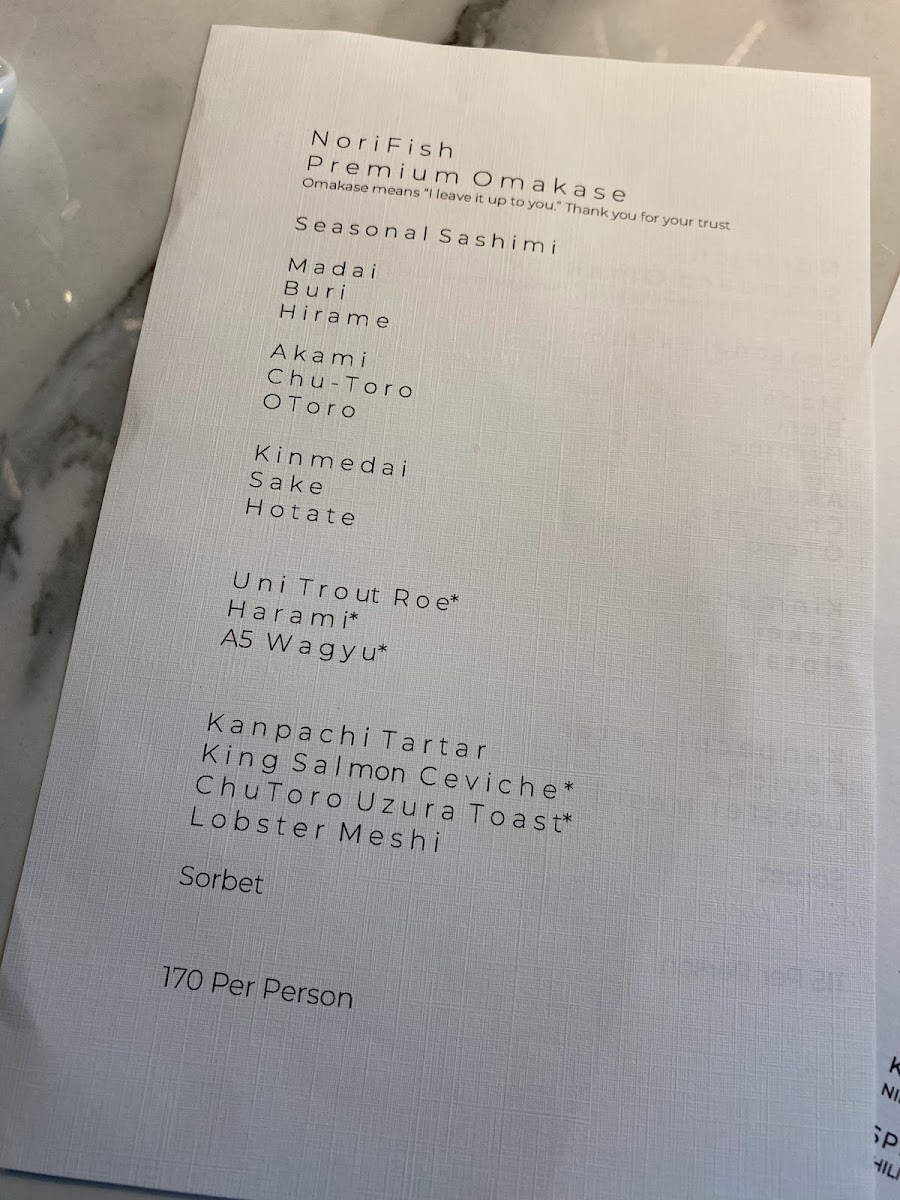 NoriFish
Premium Omakase
Omakase means “I leave it up to you.” Thank you for your trust
Seasonal Sashimi
Madai
Buri
Hirame
Akami
Chu-Toro
OToro
Kinmedai
Sake
Hotate
Uni Trout Roe*
Harami*
A5 Wagyu*
Kanpachi Tartar
King Salmon Ceviche*
ChuToro Uzura Toast*
Lobster Meshi
Sorbet
170 Per Person